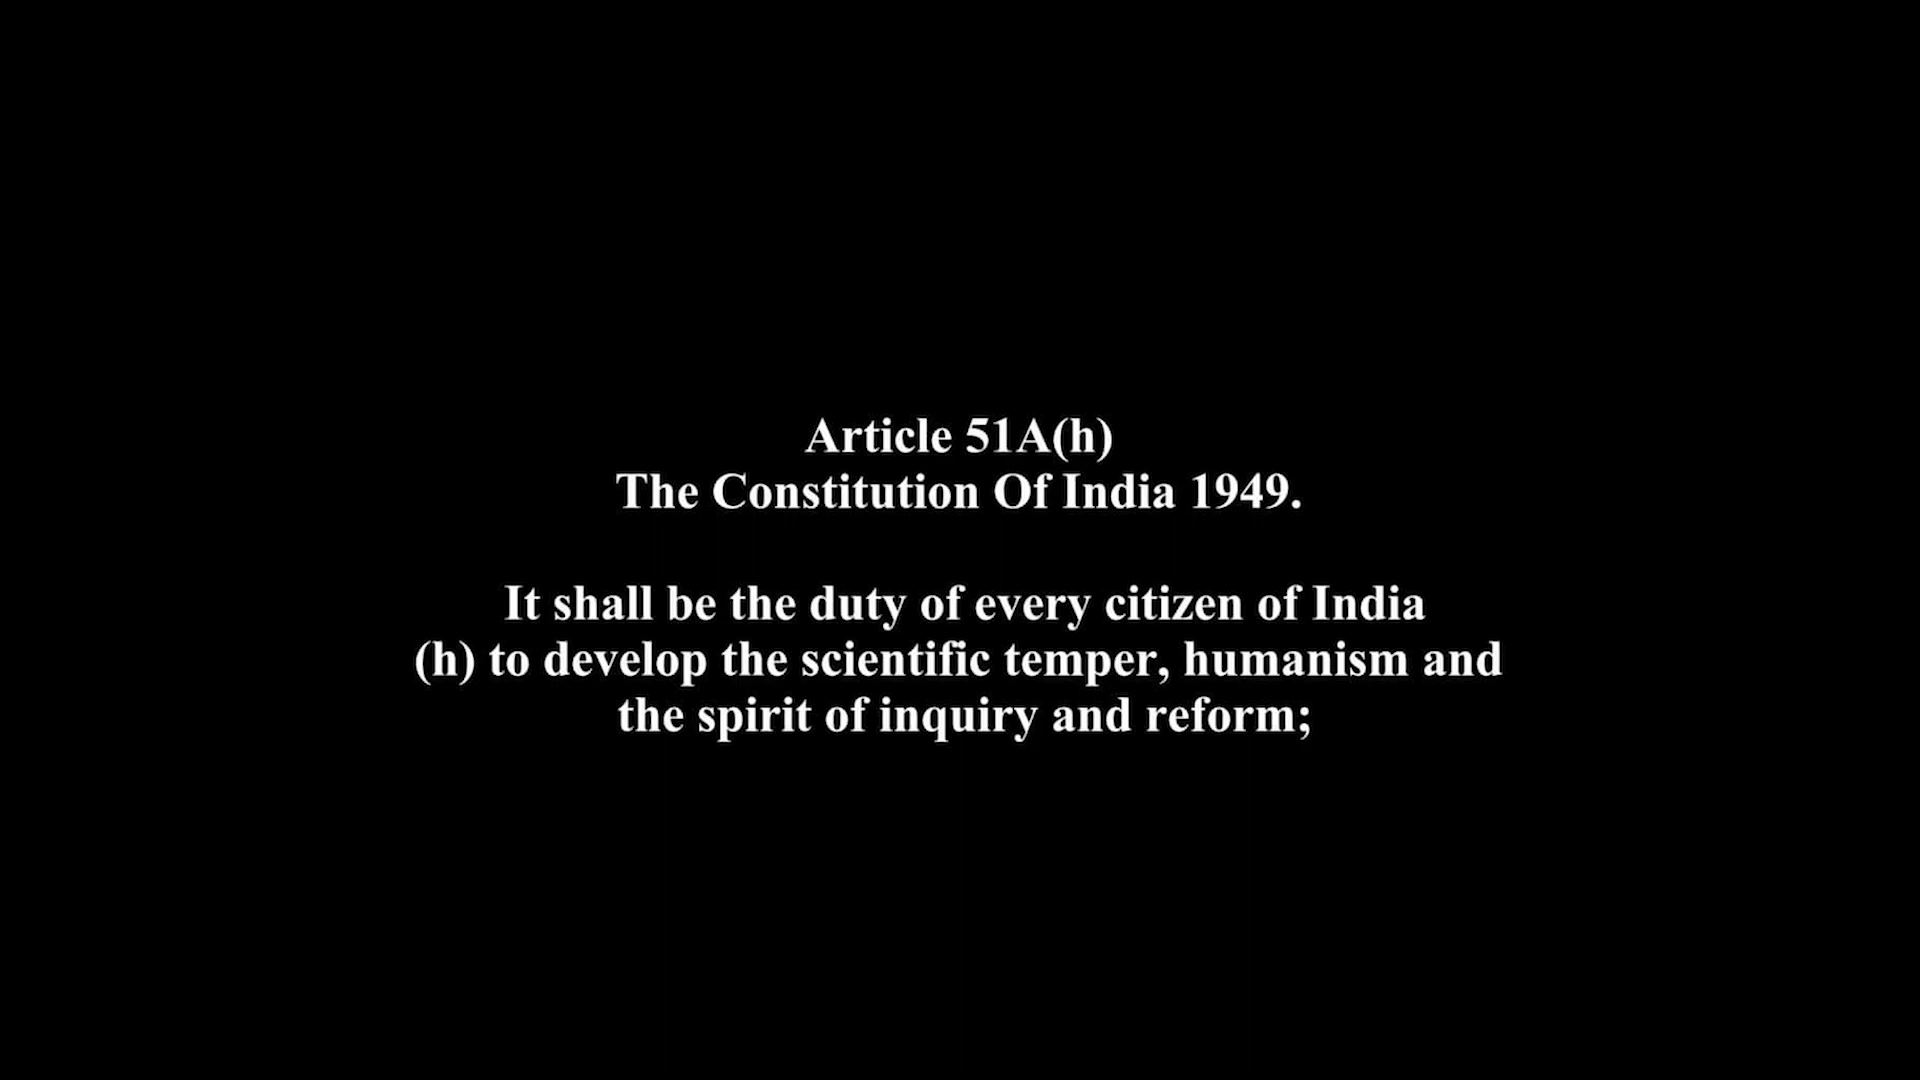 Article 51A(h)
The Constitution Of India 1949.
It shall be the duty of every citizen of India
(h) to develop the scientific temper, humanism and
the spirit of inquiry and reform;